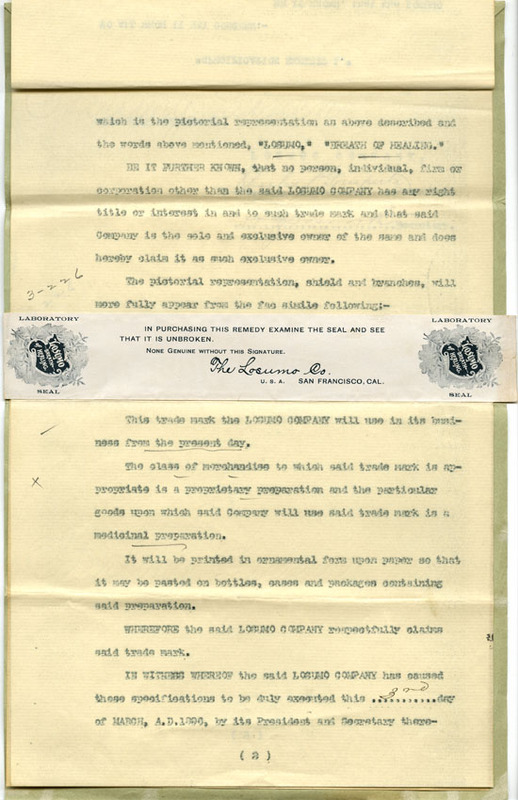 which is the pictorial representation as above described and
the words above mentioned, "LOSUMO," "BREATH OF HEALING."
BE IT FURTHER KNOWN, that no person, individual, firm or
corporation other than the said LOSUMO COMPANY has any right
title or interest in and to such trade mark and that said
Company is the sole and exclusive owner of the same and does
hereby claim it as such exclusive owner.
3-226
The pictorial representation, shield and branches, will
more fully appear from the fac simile following:-
LABORATORY
LOSUMO
SEAL
IN PURCHASING THIS REMEDY EXAMINE THE SEAL AND SEE
THAT IT IS UNBROKEN.
NONE GENUINE WITHOUT THIS SIGNATURE.
The Losumo Co.
U. S. A. SAN FRANCISCO, CAL.
LABORATORY
LOSUMO
SEAL
This trade mark the LOSUMO COMPANY will use in its busi-
ness from the present day.
x
The class of merchandise to which said trade mark is ap-
propriate is a proprietary preparation and the particular
goods upon which said Company will use said trade mark is a
medicinal preparation.
It will be printed in ornamental form upon paper so that
it may be pasted on bottles, cases and packages containing
said preparation.
WHEREFORE the said LOSUMO COMPANY respectfully claims
said trade mark.
IN WITNESS WHEREOF the said LOSUMO COMPANY has caused
these specifications to be duly executed this 3rd day
of MARCH, A.D.1896, by its President and Secretary there-
( 2 )